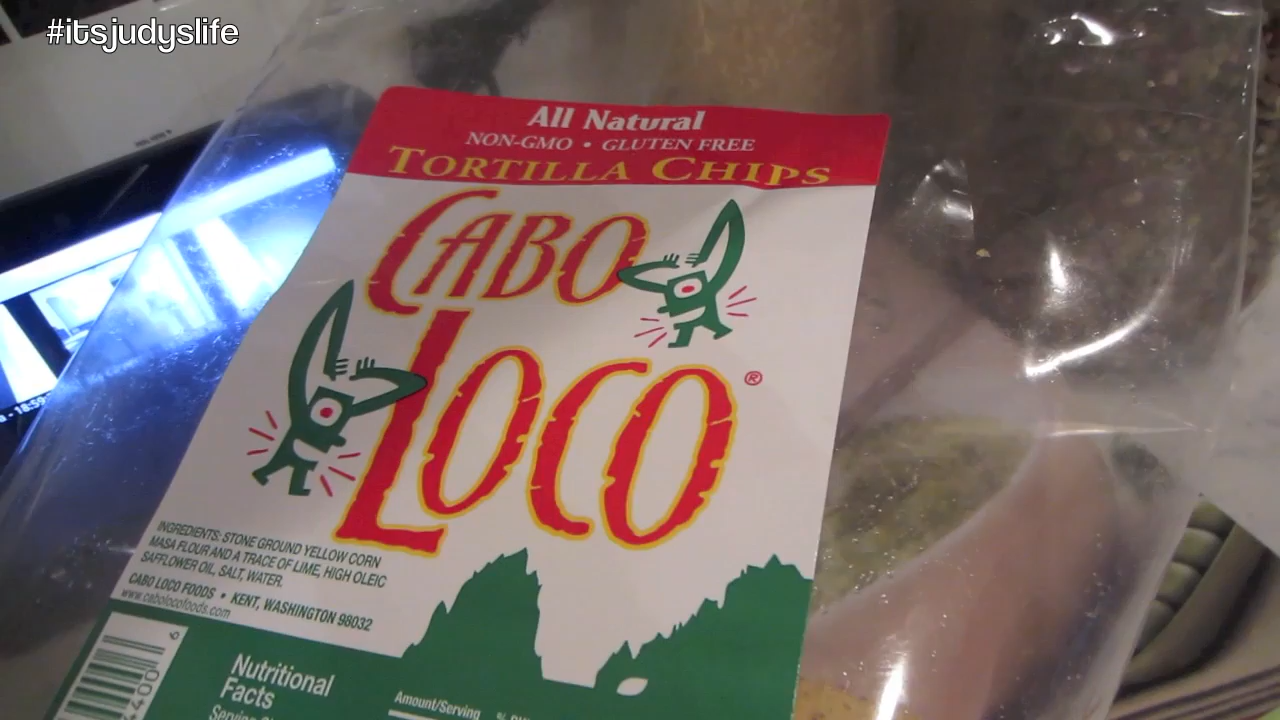 #itsjudyslife
All Natural
NON-GMO • GLUTEN FREE
TORTILLA CHIPS
CABO
LOCO®
INGREDIENTS: STONE GROUND YELLOW CORN
MASA FLOUR AND A TRACE OF LIME, HIGH OLEIC
SAFFLOWER OIL, SALT, WATER.
CABO LOCO FOODS • KENT, WASHINGTON 98032
www.cabolocofoods.com
Nutritional
Facts
Amount/Serving